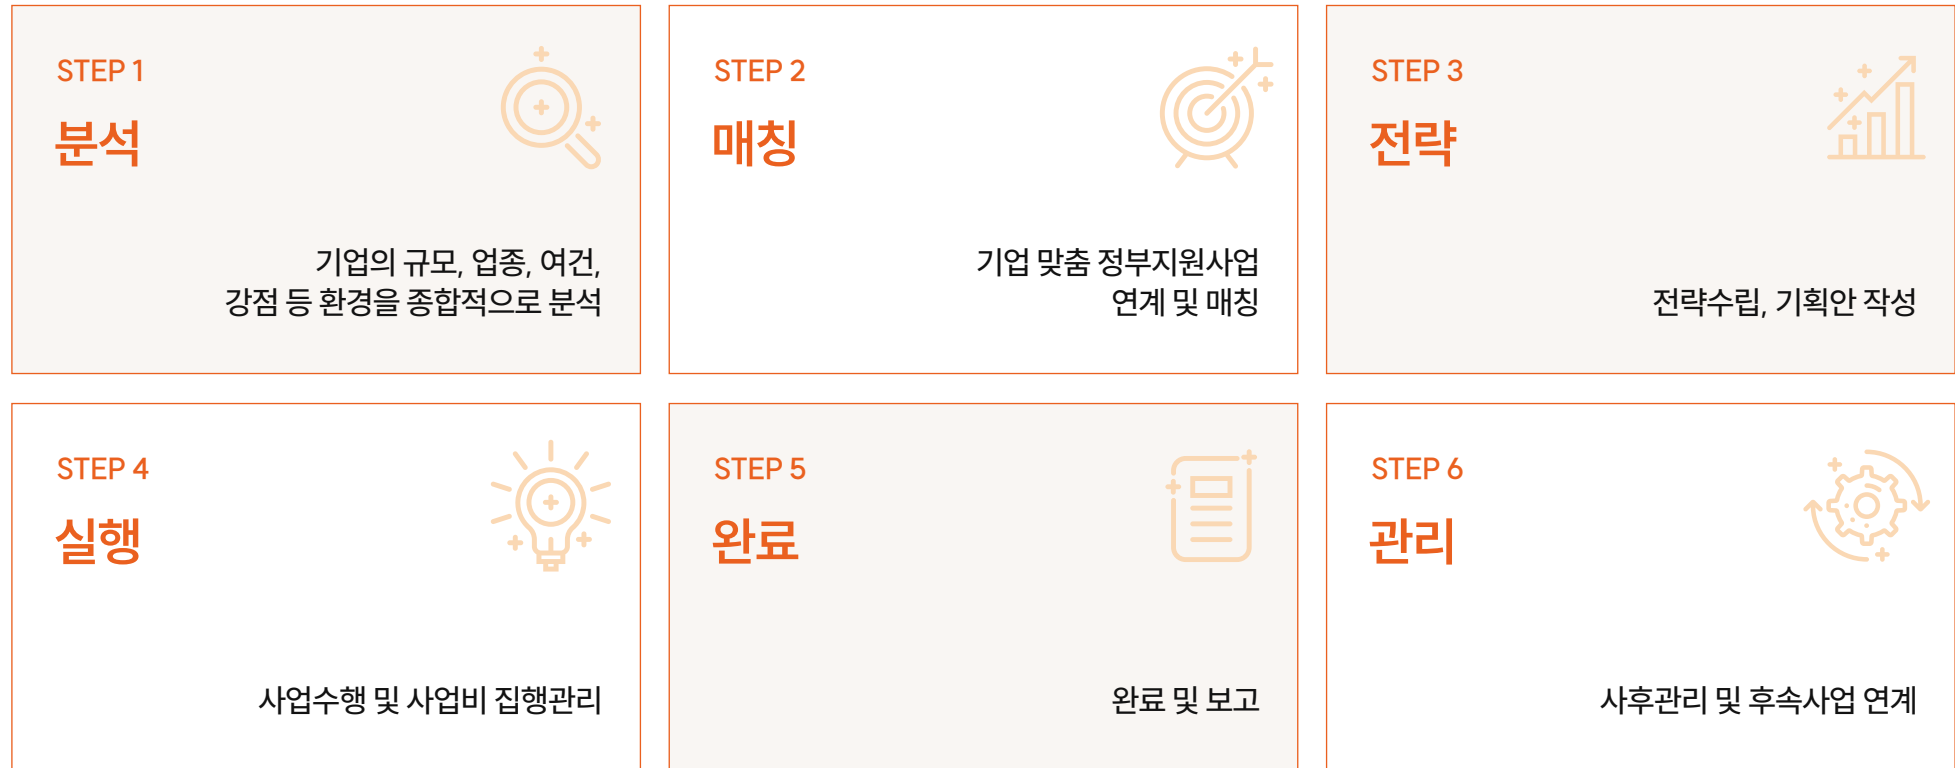 STEP 1
분석
기업의 규모, 업종, 여건,
강점 등 환경을 종합적으로 분석
STEP 2
매칭
기업 맞춤 정부지원사업
연계 및 매칭
STEP 3
전략
전략수립, 기획안 작성
STEP 4
실행
사업수행 및 사업비 집행관리
STEP 5
완료
완료 및 보고
STEP 6
관리
사후관리 및 후속사업 연계